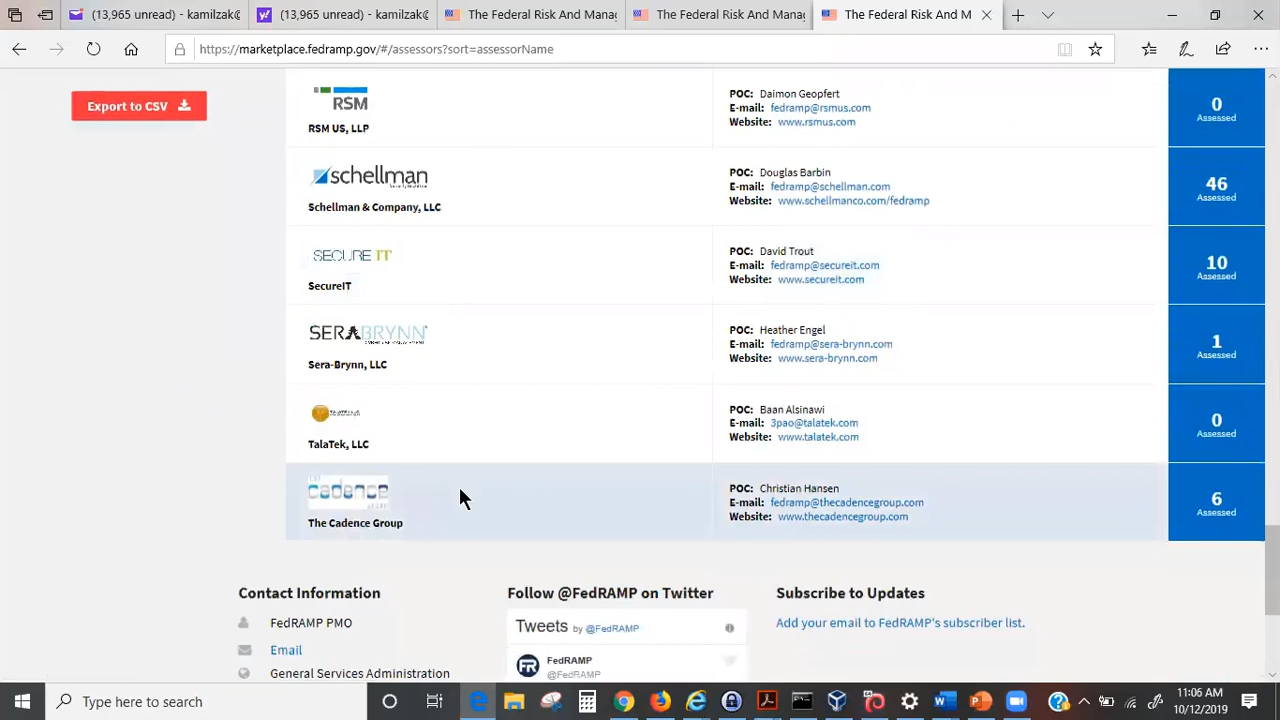 (13,965 unread) - kamilzak@
(13,965 unread) - kamilzak@
The Federal Risk And Manag
The Federal Risk And Manag
The Federal Risk And M
https://marketplace.fedramp.gov/#/assessors?sort=assessorName
Export to CSV
RSM
RSM US, LLP
POC: Daimon Geopfert
E-mail: fedramp@rsmus.com
Website: www.rsmus.com
0
Assessed
schellman
Schellman & Company, LLC
POC: Douglas Barbin
E-mail: fedramp@schellman.com
Website: www.schellmanco.com/fedramp
46
Assessed
SECURE IT
SecureIT
POC: David Trout
E-mail: fedramp@secureit.com
Website: www.secureit.com
10
Assessed
SERABRYNN
Sera-Brynn, LLC
POC: Heather Engel
E-mail: fedramp@sera-brynn.com
Website: www.sera-brynn.com
1
Assessed
TalaTek, LLC
POC: Baan Alsinawi
E-mail: 3pao@talatek.com
Website: www.talatek.com
0
Assessed
cadence
The Cadence Group
POC: Christian Hansen
E-mail: fedramp@thecadencegroup.com
Website: www.thecadencegroup.com
6
Assessed
Contact Information
FedRAMP PMO
Email
General Services Administration
Follow @FedRAMP on Twitter
Tweets by @FedRAMP
FR
FedRAMP
@FedRAMP
Subscribe to Updates
Add your email to FedRAMP's subscriber list.
Type here to search
11:06 AM
10/12/2019